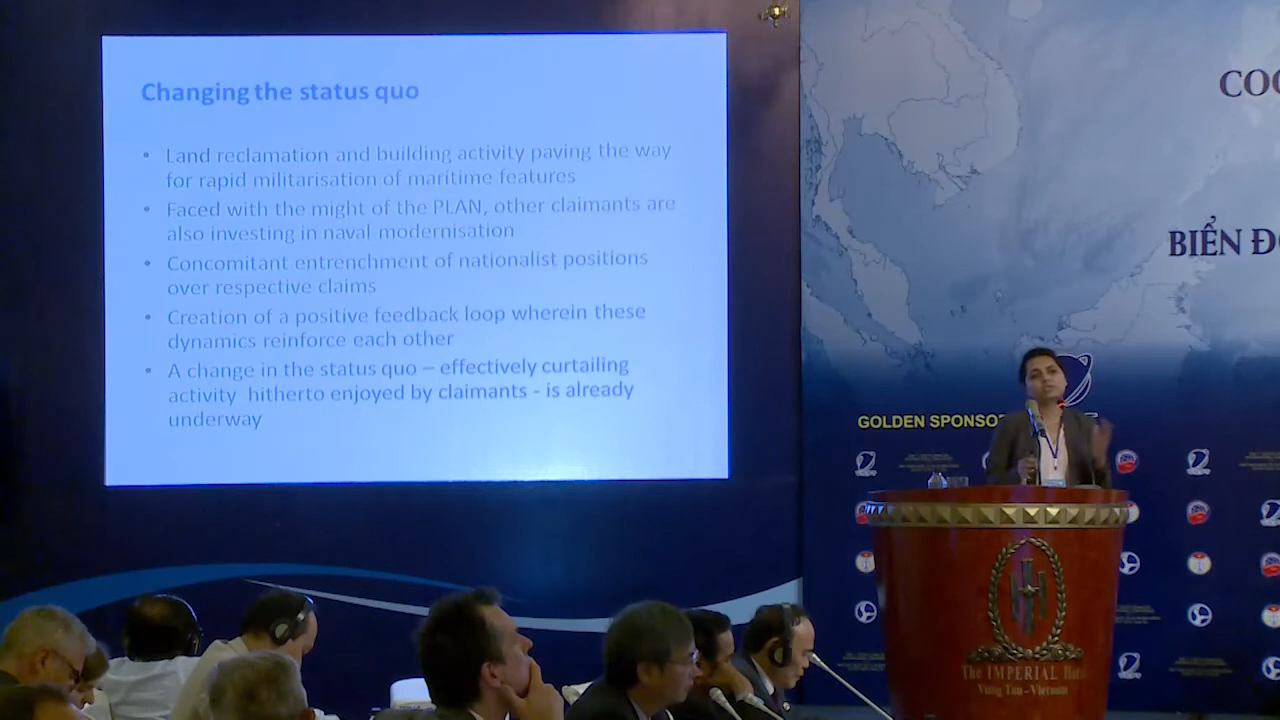 Changing the status quo
• Land reclamation and building activity paving the way
for rapid militarisation of maritime features
• Faced with the might of the PLAN, other claimants are
also investing in naval modernisation
• Concomitant entrenchment of nationalist positions
over respective claims
• Creation of a positive feedback loop wherein these
dynamics reinforce each other
• A change in the status quo – effectively curtailing
activity hitherto enjoyed by claimants - is already
underway
COO
BIỂN ĐÔ
GOLDEN SPONSO
The IMPERIAL Hotel
Vung Tau - Vietnam